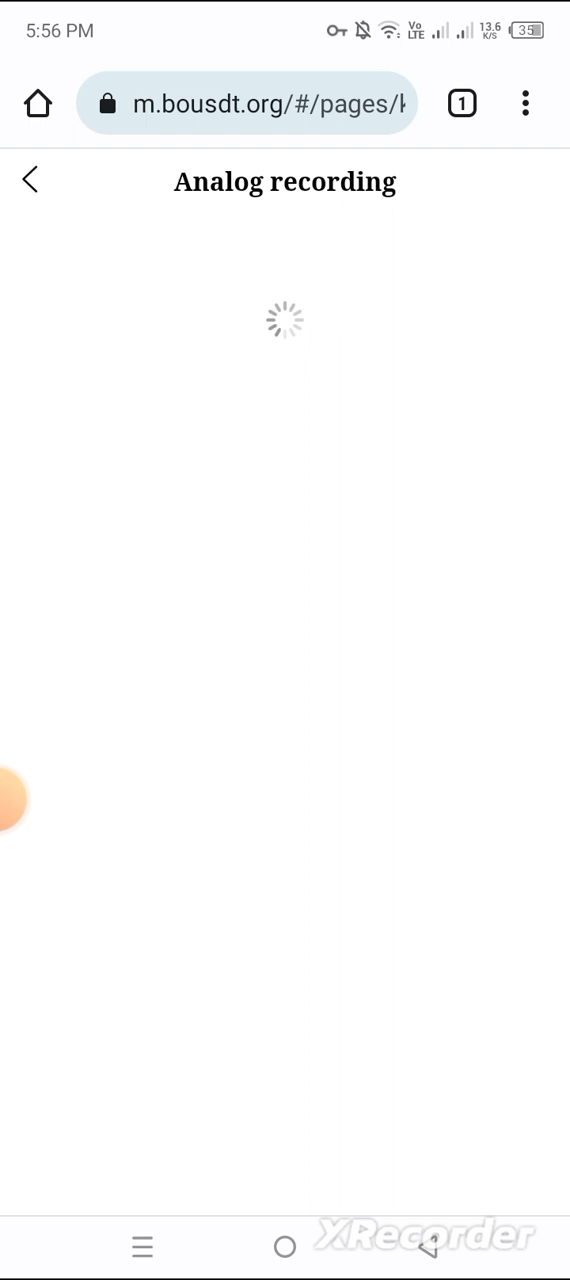 5:56 PM
Vo
LTE
13.6
K/S
35
m.bousdt.org/#/pages/
1
Analog recording
XRecorder